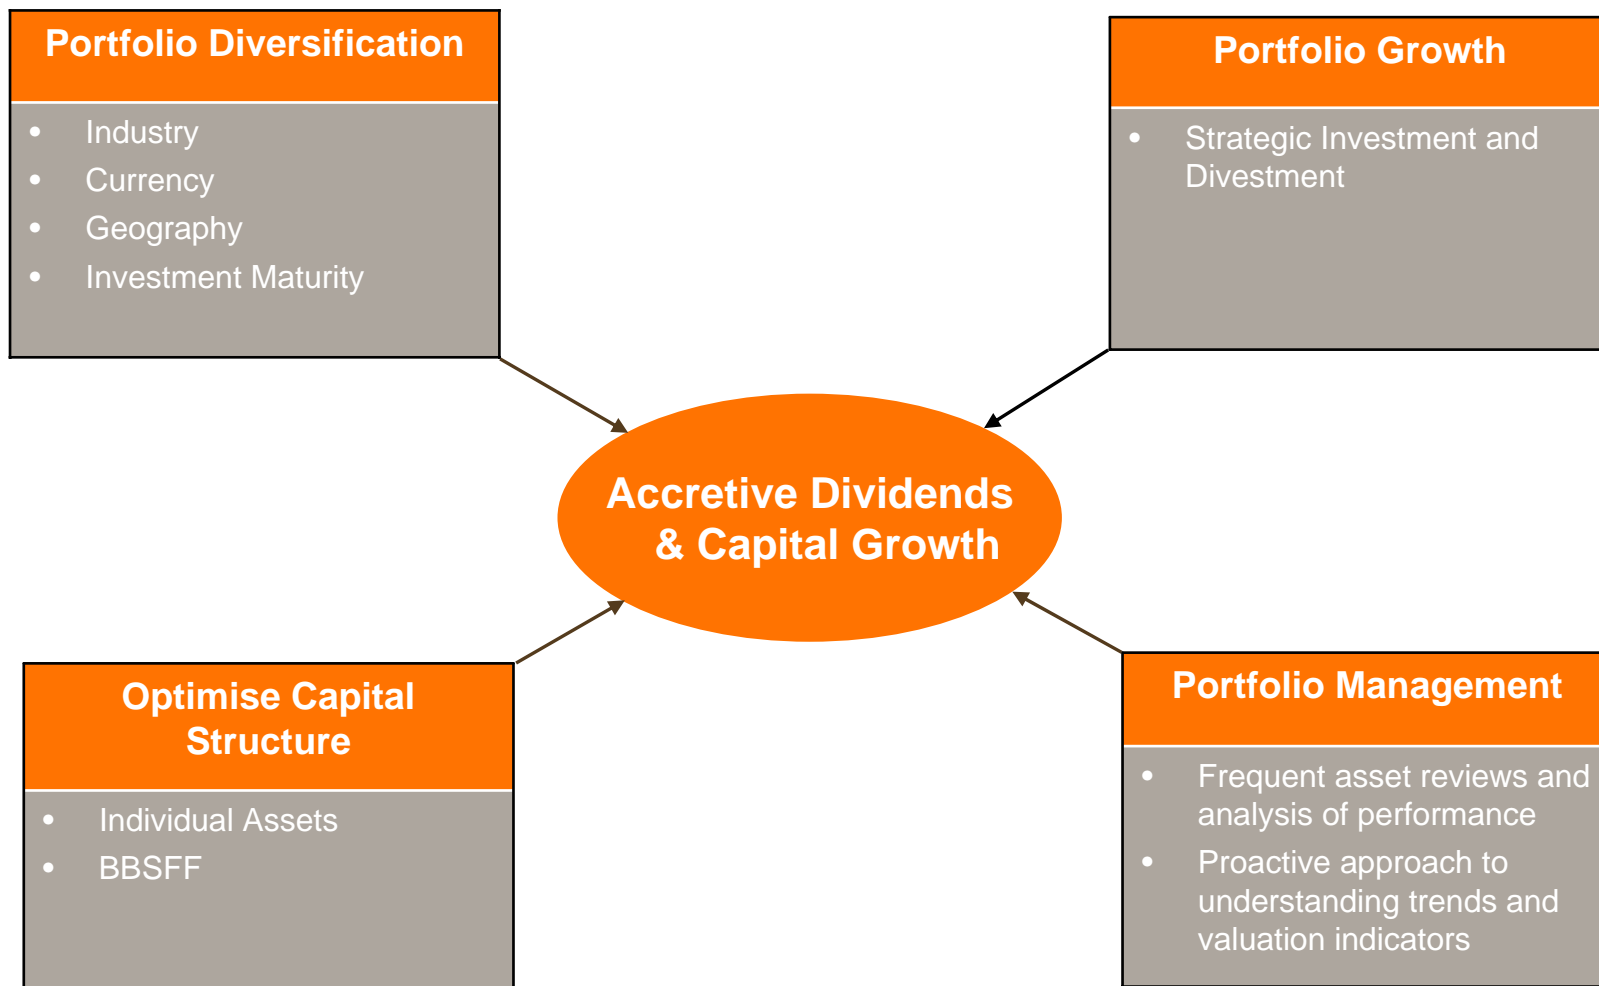 Portfolio Diversification
• Industry
• Currency
• Geography
• Investment Maturity
Portfolio Growth
• Strategic Investment and
Divestment
Accretive Dividends
& Capital Growth
Optimise Capital
Structure
• Individual Assets
• BBSFF
Portfolio Management
• Frequent asset reviews and
analysis of performance
• Proactive approach to
understanding trends and
valuation indicators